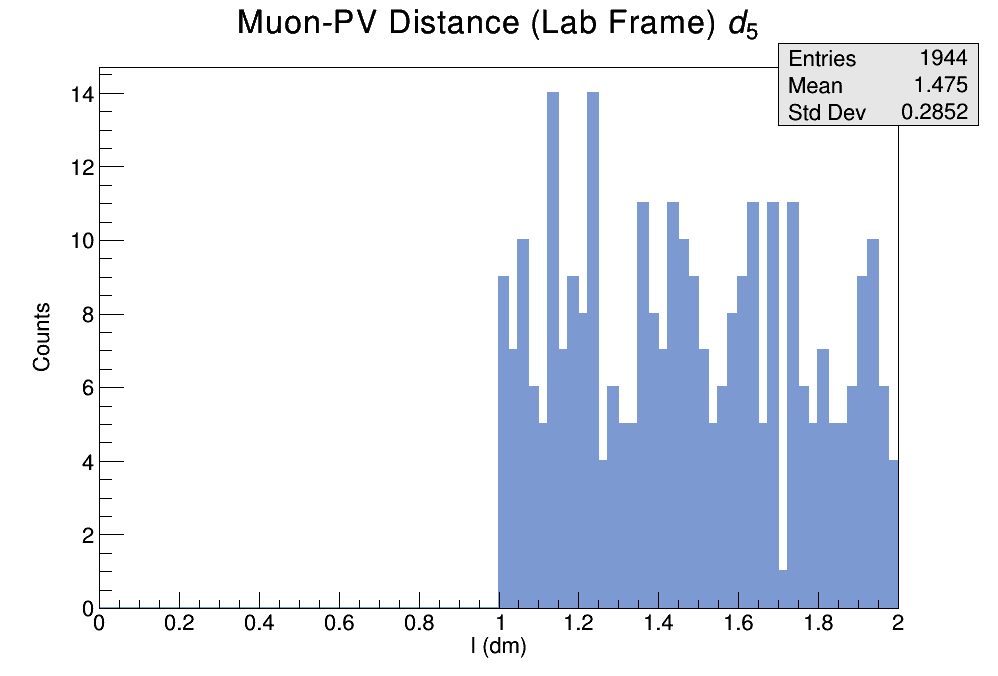 Muon-PV Distance (Lab Frame) d5
Entries 1944
Mean 1.475
Std Dev 0.2852
14
12
10
8
6
4
2
0
Counts
0 0.2 0.4 0.6 0.8 1 1.2 1.4 1.6 1.8 2
l (dm)